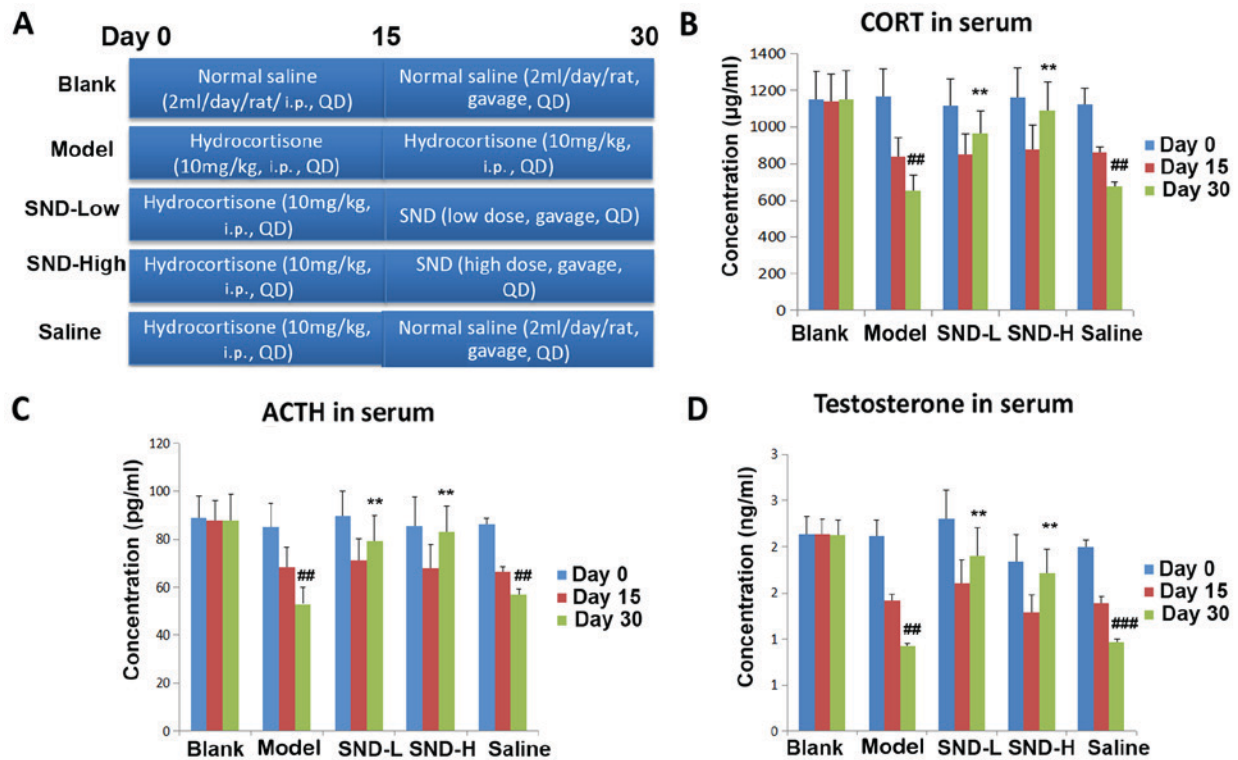 A
Day 0 15 30
Blank
Normal saline
(2ml/day/rat/ i.p., QD)
Normal saline (2ml/day/rat,
gavage, QD)
Model
Hydrocortisone
(10mg/kg, i.p., QD)
Hydrocortisone (10mg/kg,
i.p., QD)
SND-Low
Hydrocortisone (10mg/kg,
i.p., QD)
SND (low dose, gavage, QD)
SND-High
Hydrocortisone (10mg/kg,
i.p., QD)
SND (high dose, gavage,
QD)
Saline
Hydrocortisone (10mg/kg,
i.p., QD)
Normal saline (2ml/day/rat,
gavage, QD)
B
CORT in serum
Concentration (µg/ml)
1400
1200
1000
800
600
400
200
0
##
**
**
##
Blank Model SND-L SND-H Saline
Day 0
Day 15
Day 30
C
ACTH in serum
Concentration (pg/ml)
120
100
80
60
40
20
0
##
**
**
##
Blank Model SND-L SND-H Saline
Day 0
Day 15
Day 30
D
Testosterone in serum
Concentration (ng/ml)
3
3
2
2
1
1
0
##
**
**
###
Blank Model SND-L SND-H Saline
Day 0
Day 15
Day 30